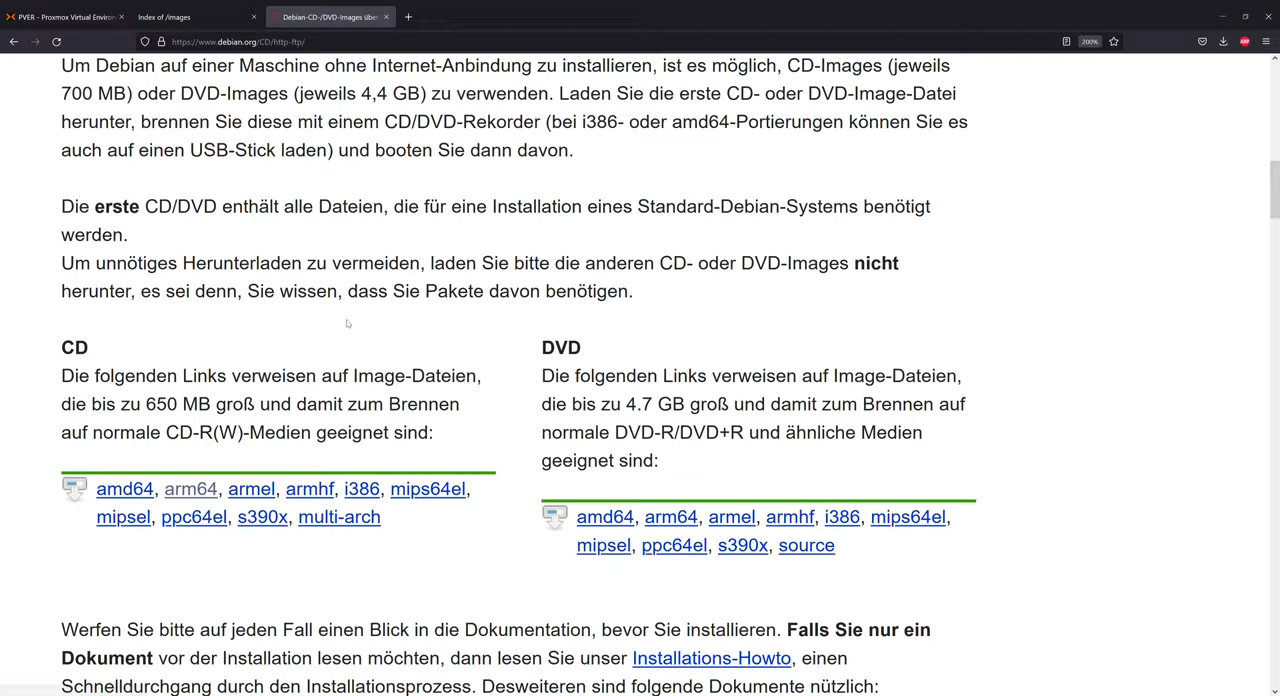 PVER - Proxmox Virtual Environ
Index of /images
Debian-CD-/DVD-Images über
https://www.debian.org/CD/http-ftp/
200%
ABP
Um Debian auf einer Maschine ohne Internet-Anbindung zu installieren, ist es möglich, CD-Images (jeweils
700 MB) oder DVD-Images (jeweils 4,4 GB) zu verwenden. Laden Sie die erste CD- oder DVD-Image-Datei
herunter, brennen Sie diese mit einem CD/DVD-Rekorder (bei i386- oder amd64-Portierungen können Sie es
auch auf einen USB-Stick laden) und booten Sie dann davon.
Die erste CD/DVD enthält alle Dateien, die für eine Installation eines Standard-Debian-Systems benötigt
werden.
Um unnötiges Herunterladen zu vermeiden, laden Sie bitte die anderen CD- oder DVD-Images nicht
herunter, es sei denn, Sie wissen, dass Sie Pakete davon benötigen.
CD
Die folgenden Links verweisen auf Image-Dateien,
die bis zu 650 MB groß und damit zum Brennen
auf normale CD-R(W)-Medien geeignet sind:
amd64, arm64, armel, armhf, i386, mips64el,
mipsel, ppc64el, s390x, multi-arch
DVD
Die folgenden Links verweisen auf Image-Dateien,
die bis zu 4.7 GB groß und damit zum Brennen auf
normale DVD-R/DVD+R und ähnliche Medien
geeignet sind:
amd64, arm64, armel, armhf, i386, mips64el,
mipsel, ppc64el, s390x, source
Werfen Sie bitte auf jeden Fall einen Blick in die Dokumentation, bevor Sie installieren. Falls Sie nur ein
Dokument vor der Installation lesen möchten, dann lesen Sie unser Installations-Howto, einen
Schnelldurchgang durch den Installationsprozess. Desweiteren sind folgende Dokumente nützlich: